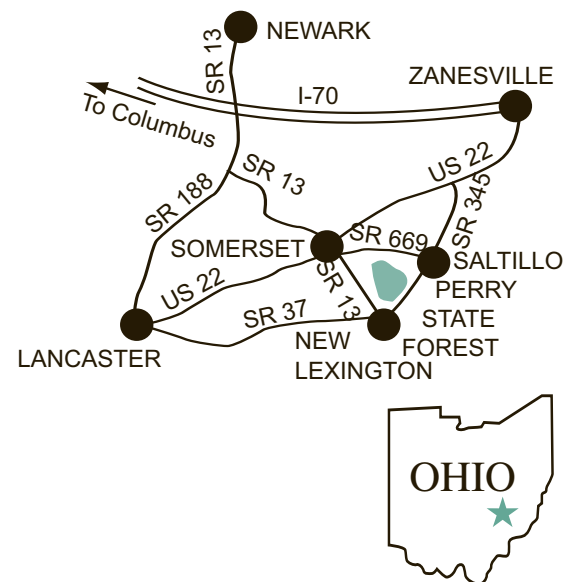 SR 13
NEWARK
ZANESVILLE
I-70
To Columbus
US 22
SR 13
SR 345
SR 188
SR 669
SOMERSET
SALTILLO
US 22
SR 13
PERRY
STATE
FOREST
SR 37
NEW
LEXINGTON
LANCASTER
OHIO